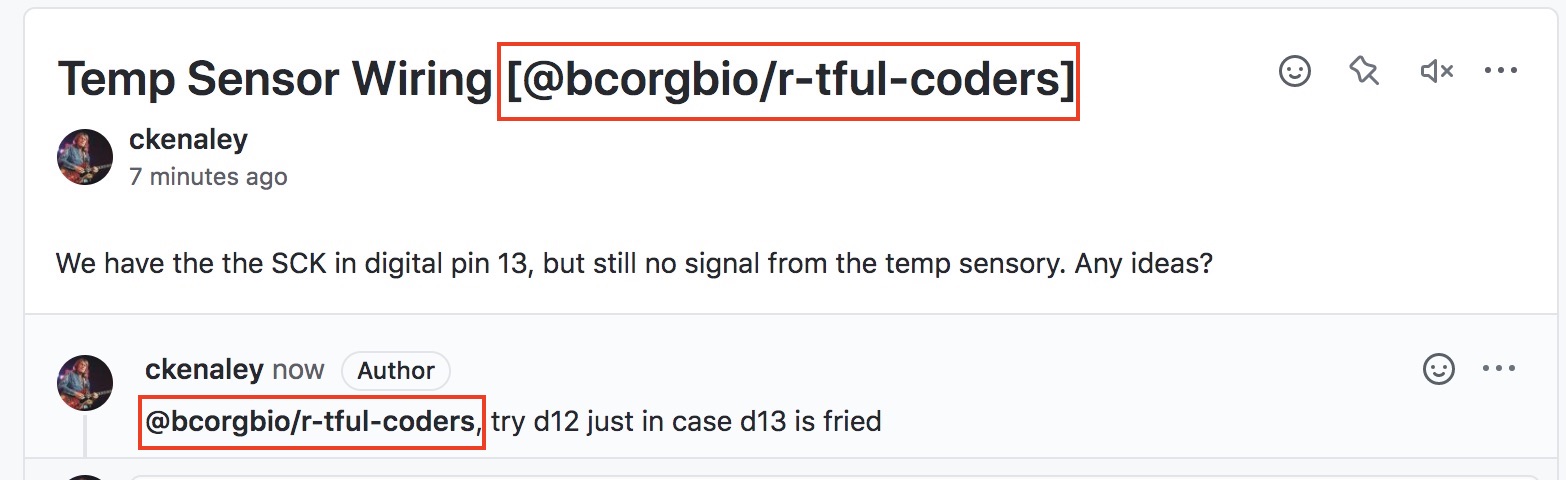 Temp Sensor Wiring [@bcorgbio/r-tful-coders]
ckenaley
7 minutes ago
We have the the SCK in digital pin 13, but still no signal from the temp sensory. Any ideas?
ckenaley now Author
@bcorgbio/r-tful-coders, try d12 just in case d13 is fried